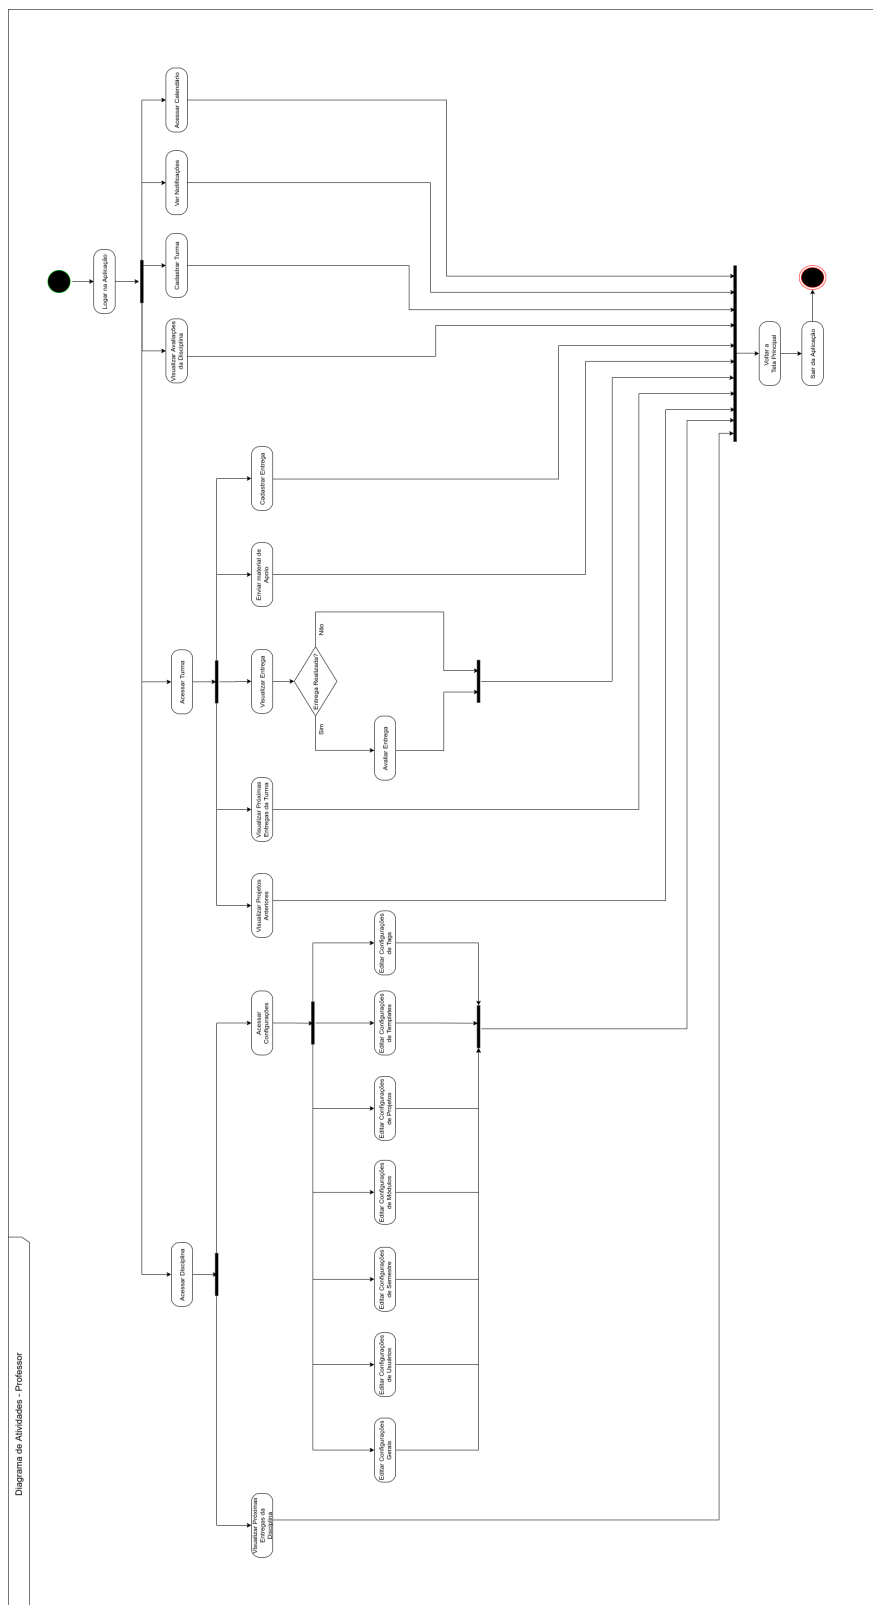 Diagrama de Atividades - Professor
Logar na Aplicação
Visualizar Próximas
Entregas da
Disciplina
Acessar Disciplina
Editar Configurações
Gerais
Editar Configurações
de Usuários
Editar Configurações
de Semestre
Editar Configurações
de Módulos
Editar Configurações
de Projetos
Editar Configurações
de Templates
Editar Configurações
de Tags
Acessar
Configurações
Visualizar Projetos
Anteriores
Visualizar Próximas
Entregas da Turma
Acessar Turma
Visualizar Entrega
Entrega Realizada?
Sim
Não
Avaliar Entrega
Enviar material de
Apoio
Cadastrar Entrega
Visualizar Avaliações
da Disciplina
Cadastrar Turma
Ver Notificações
Acessar Calendário
Voltar a
Tela Principal
Sair da Aplicação